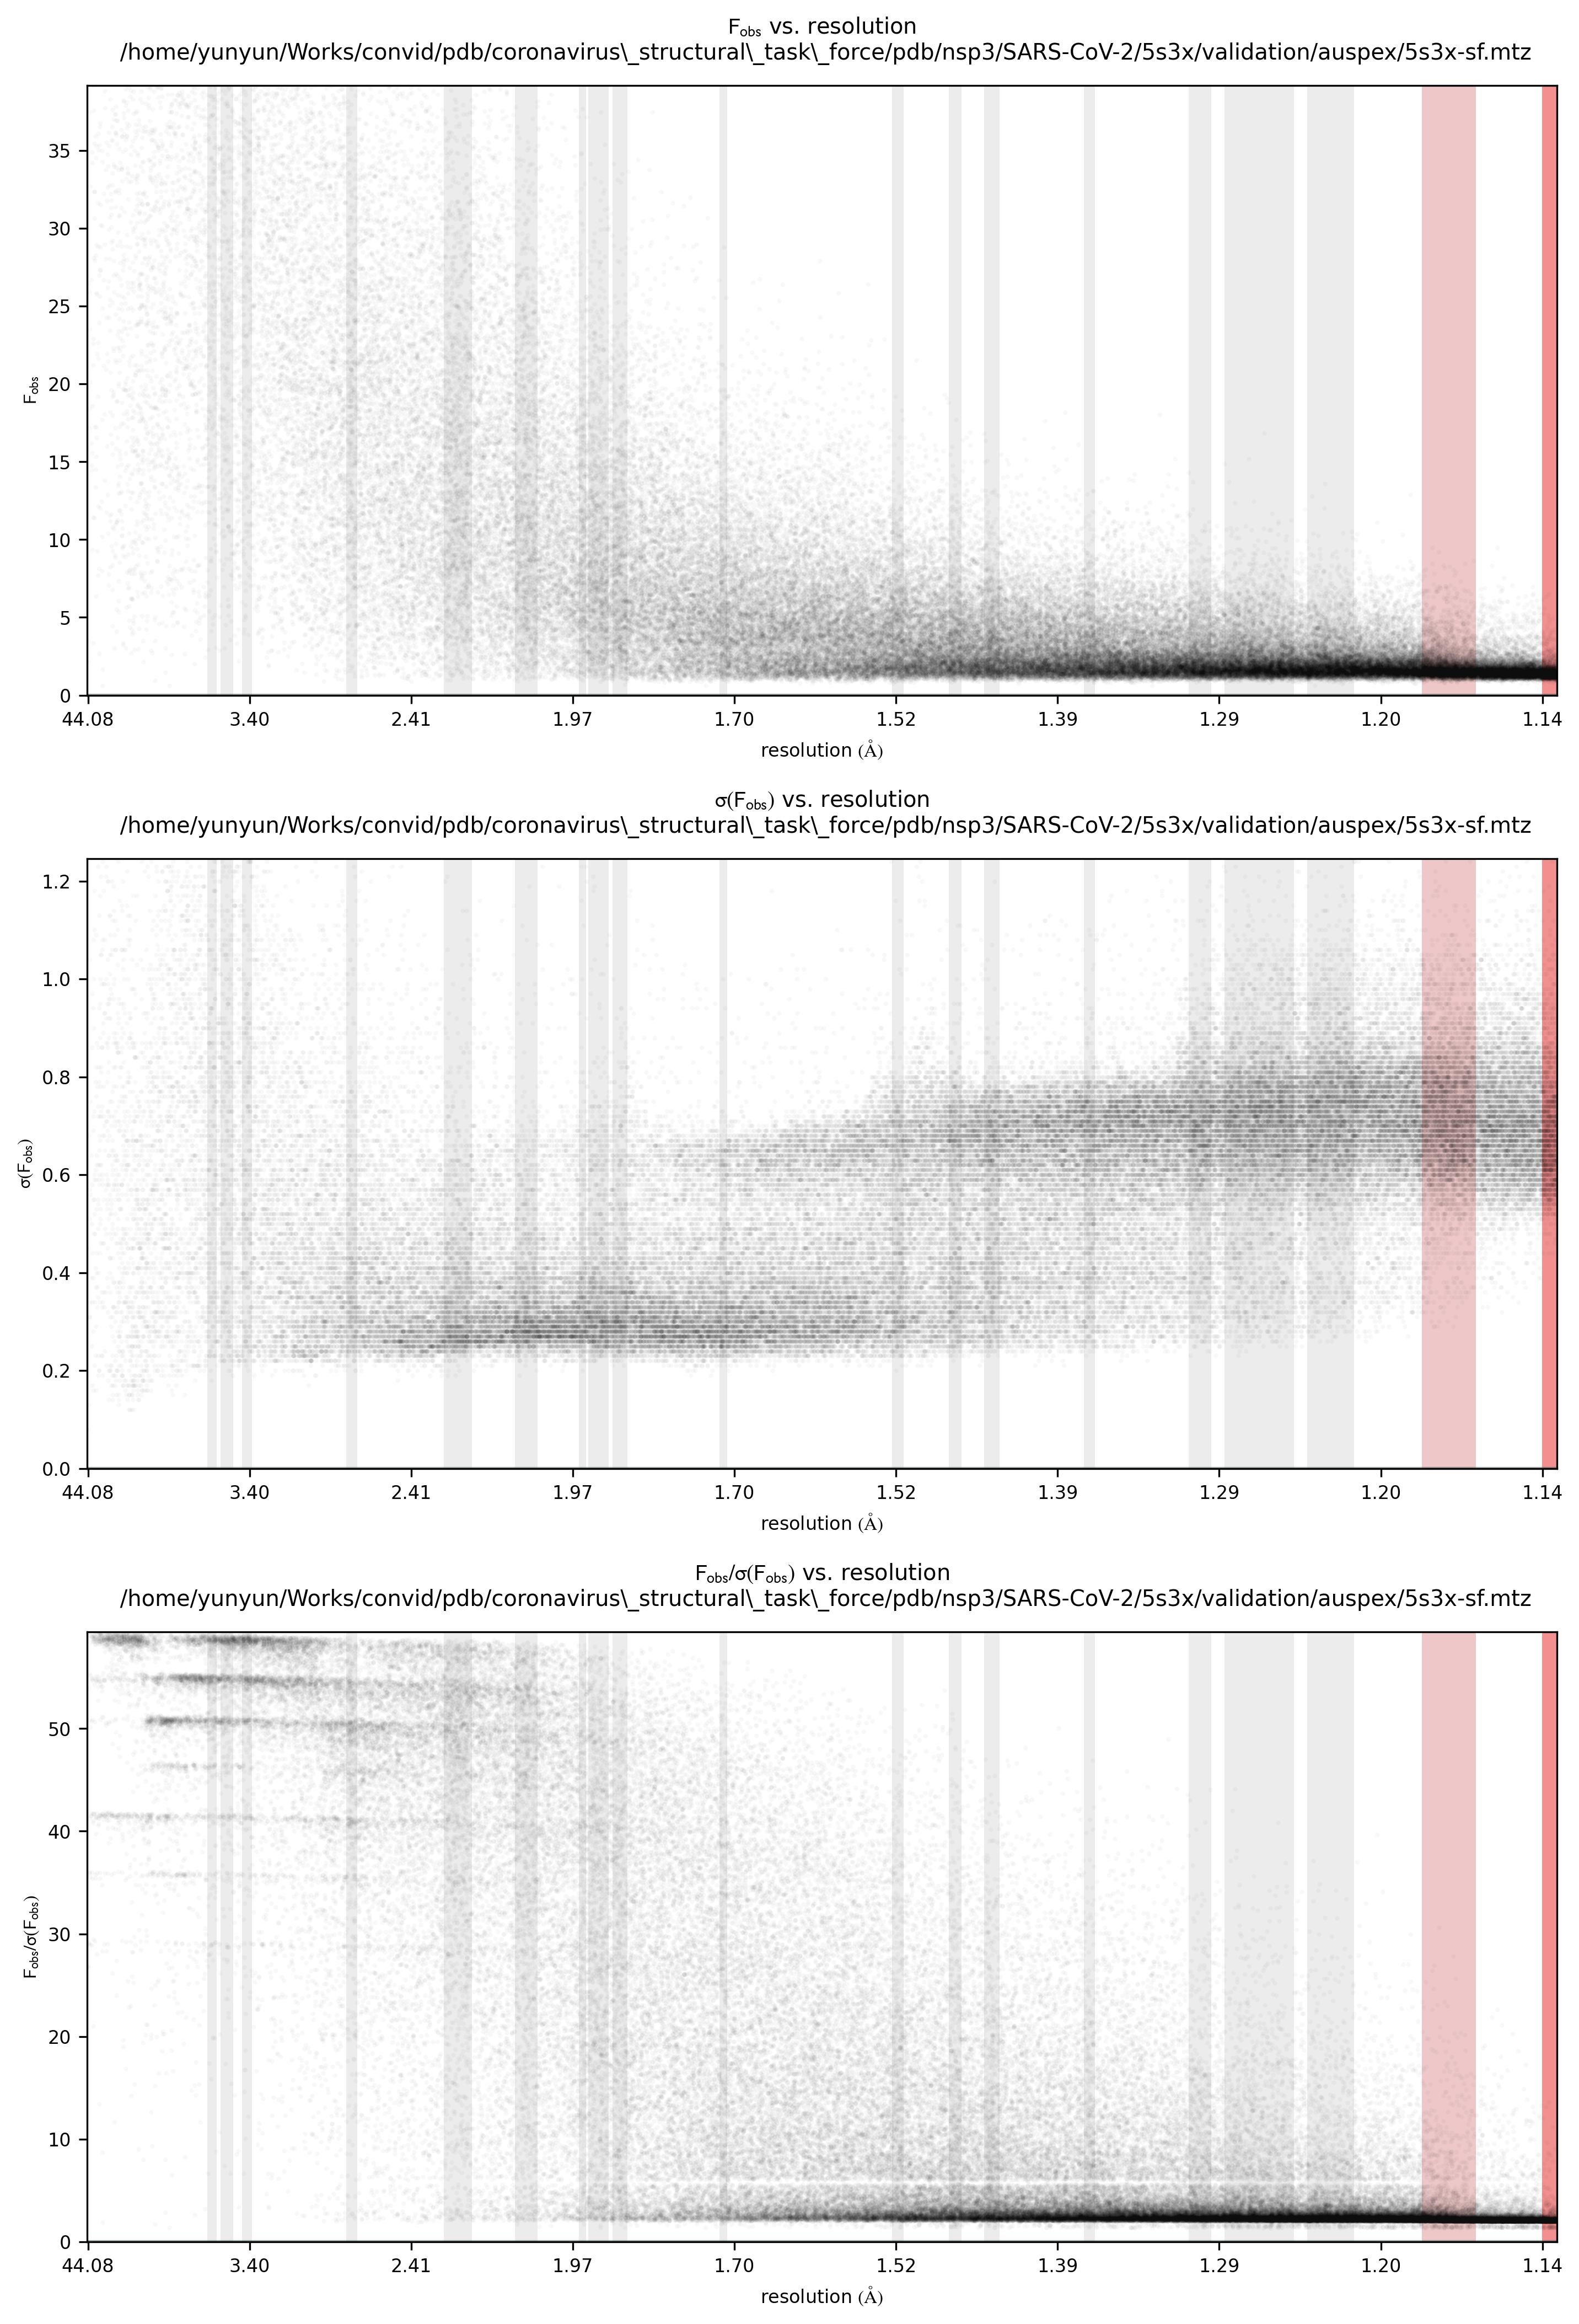 Fobs vs. resolution
/home/yunyun/Works/convid/pdb/coronavirus\_structural\_task\_force/pdb/nsp3/SARS-CoV-2/5s3x/validation/auspex/5s3x-sf.mtz
35
30
25
20
15
10
5
0
Fobs
44.08 3.40 2.41 1.97 1.70 1.52 1.39 1.29 1.20 1.14
resolution (Å)
σ(Fobs) vs. resolution
/home/yunyun/Works/convid/pdb/coronavirus\_structural\_task\_force/pdb/nsp3/SARS-CoV-2/5s3x/validation/auspex/5s3x-sf.mtz
1.2
1.0
0.8
0.6
0.4
0.2
0.0
σ(Fobs)
44.08 3.40 2.41 1.97 1.70 1.52 1.39 1.29 1.20 1.14
resolution (Å)
Fobs/σ(Fobs) vs. resolution
/home/yunyun/Works/convid/pdb/coronavirus\_structural\_task\_force/pdb/nsp3/SARS-CoV-2/5s3x/validation/auspex/5s3x-sf.mtz
50
40
30
20
10
0
Fobs/σ(Fobs)
44.08 3.40 2.41 1.97 1.70 1.52 1.39 1.29 1.20 1.14
resolution (Å)